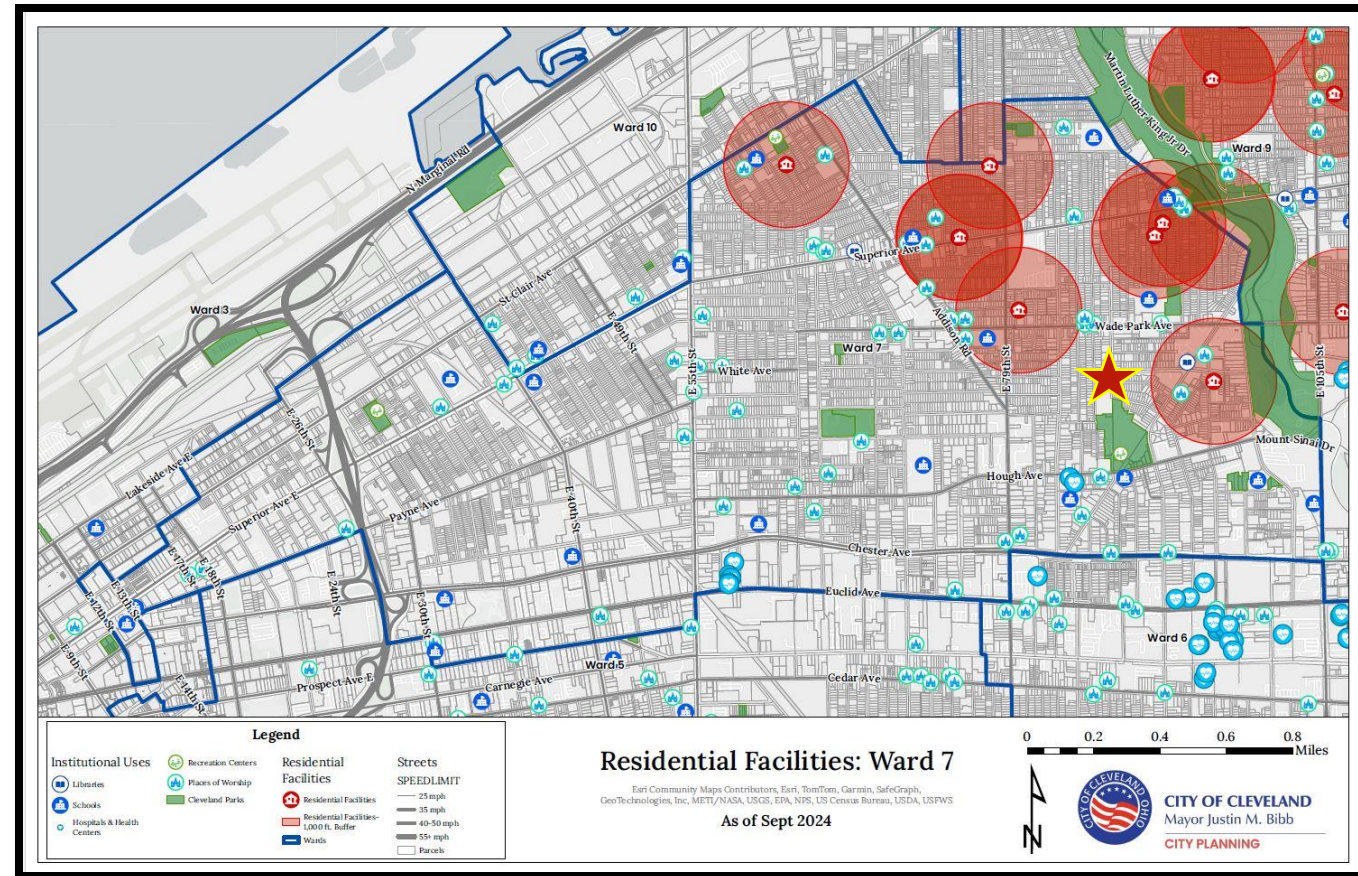 Ward 10
Martin Luther King Jr Dr
Ward 9
N Marginal Rd
Superior Ave
St Clair Ave
Ward 3
E 49th St
Addison Rd
Wade Park Ave
Ward 7
White Ave
E 55th St
E 79th St
E 105th St
E 26th St
Mount Sinai Dr
Lakeside Ave E
Hough Ave
Superior Ave E
Payne Ave
E 40th St
Chester Ave
E 17th St
E 18th St
E 13th St
E 12th St
E 24th St
E 30th St
Euclid Ave
Ward 6
E 9th St
E 14th St
Ward 5
Prospect Ave E
Carnegie Ave
Cedar Ave
Legend
Institutional Uses
Libraries
Schools
Hospitals & Health
Centers
Recreation Centers
Places of Worship
Cleveland Parks
Residential
Facilities
Residential Facilities
Residential Facilities-
1,000 ft. Buffer
Wards
Streets
SPEEDLIMIT
25 mph
35 mph
40-50 mph
55+ mph
Parcels
Residential Facilities: Ward 7
Esri Community Maps Contributors, Esri, TomTom, Garmin, SafeGraph,
GeoTechnologies, Inc, METI/NASA, USGS, EPA, NPS, US Census Bureau, USDA, USFWS
As of Sept 2024
0 0.2 0.4 0.6 0.8
Miles
N
CITY OF CLEVELAND OHIO
CITY OF CLEVELAND
Mayor Justin M. Bibb
CITY PLANNING